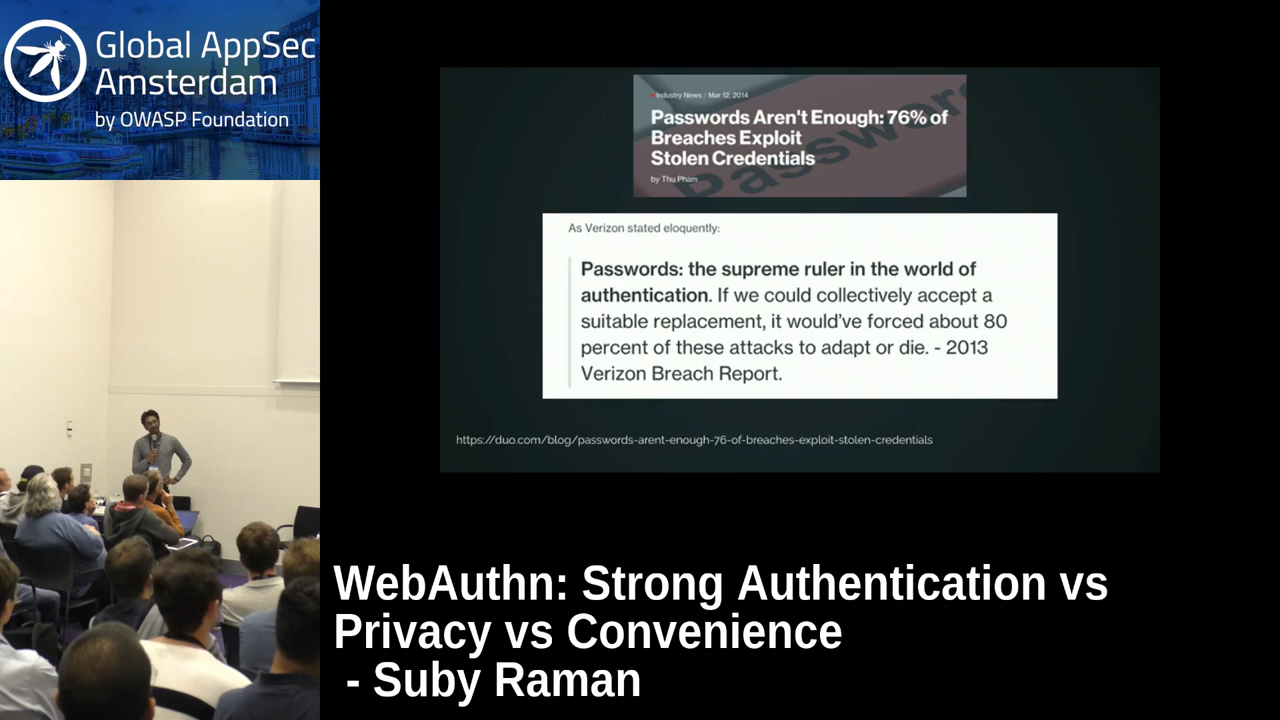 Global AppSec
Amsterdam
by OWASP Foundation
Industry News / Mar 12, 2014
Passwords Aren't Enough: 76% of
Breaches Exploit
Stolen Credentials
by Thu Pham
Password
As Verizon stated eloquently:
Passwords: the supreme ruler in the world of
authentication. If we could collectively accept a
suitable replacement, it would've forced about 80
percent of these attacks to adapt or die. - 2013
Verizon Breach Report.
https://duo.com/blog/passwords-arent-enough-76-of-breaches-exploit-stolen-credentials
WebAuthn: Strong Authentication vs
Privacy vs Convenience
- Suby Raman